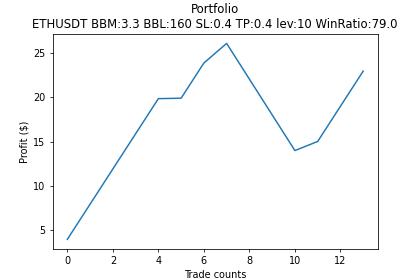 Portfolio
ETHUSDT BBM:3.3 BBL:160 SL:0.4 TP:0.4 lev:10 WinRatio:79.0
25
20
15
10
5
Profit ($)
0 2 4 6 8 10 12
Trade counts